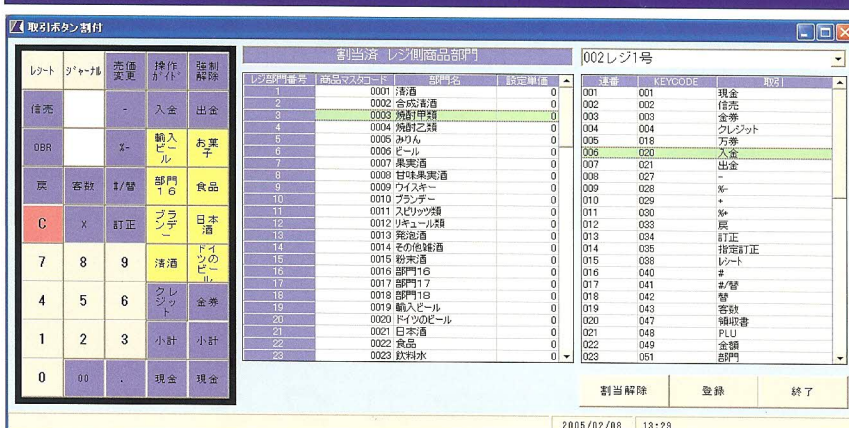 取引ボタン割付
レシート ジャーナル 売価変更 操作ガイド 強制解除
信売 - 入金 出金
OBR %- 輸入ビール お菓子
戻 客数 #/替 部門16 食品
C × 訂正 ブランデー 日本酒
7 8 9 清酒 ドイツのビール
4 5 6 クレジット 金券
1 2 3 小計 小計
0 00 . 現金 現金
割当済 レジ側商品部門
レジ部門番号 商品マスタコード 部門名 設定単価
1 0001 清酒 0
2 0002 合成清酒 0
3 0003 焼酎甲類 0
4 0004 焼酎乙類 0
5 0005 みりん 0
6 0006 ビール 0
7 0007 果実酒 0
8 0008 甘味果実酒 0
9 0009 ウイスキー 0
10 0010 ブランデー 0
11 0011 スピリッツ類 0
12 0012 リキュール類 0
13 0013 発泡酒 0
14 0014 その他雑酒 0
15 0015 粉末酒 0
16 0016 部門16 0
17 0017 部門17 0
18 0018 部門18 0
19 0019 輸入ビール 0
20 0020 ドイツのビール 0
21 0021 日本酒 0
22 0022 食品 0
23 0023 飲料水 0
002レジ1号
連番 KEYCODE 取引
001 001 現金
002 002 信売
003 003 金券
004 004 クレジット
005 018 万券
006 020 入金
007 021 出金
008 027 -
009 028 %-
010 029 +
011 030 %+
012 033 戻
013 034 訂正
014 035 指定訂正
015 038 レシート
016 040 #
017 041 #/替
018 042 替
019 043 客数
020 047 領収書
021 048 PLU
022 049 金額
023 051 部門
割当解除 登録 終了
2005/02/08 13:29